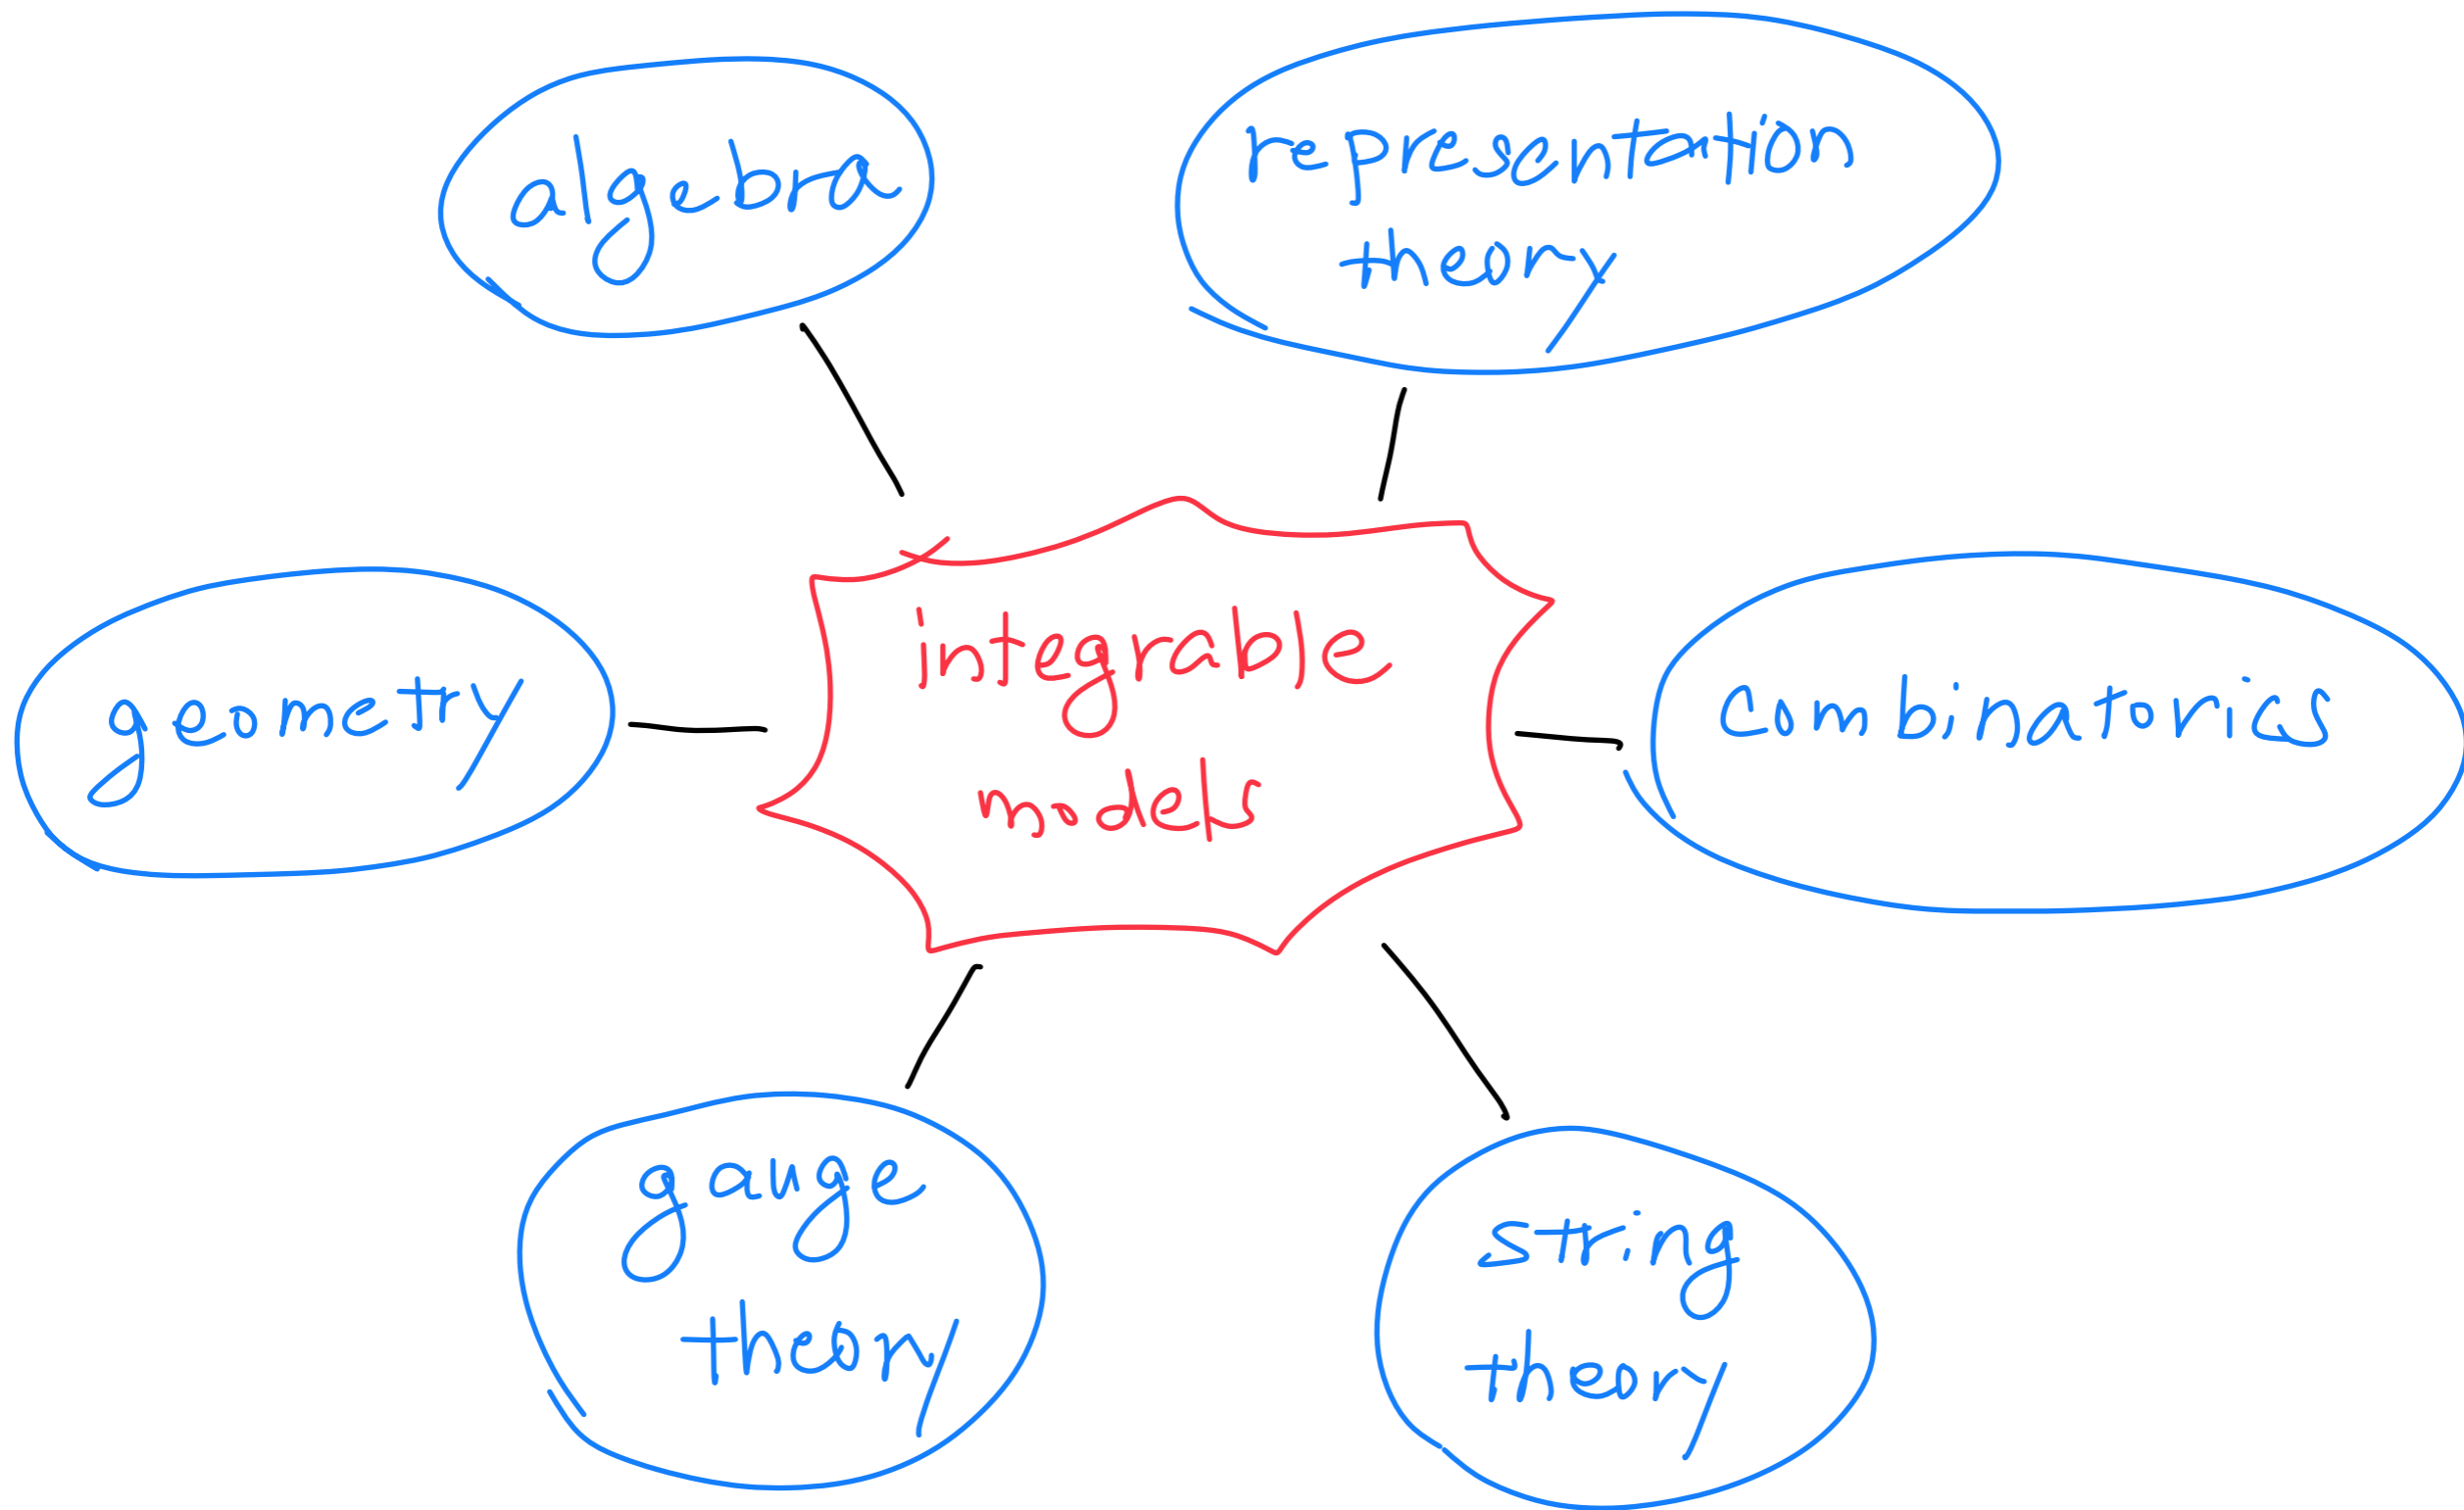 algebra
representation
theory
geometry
integrable
models
combinatorics
gauge
theory
string
theory